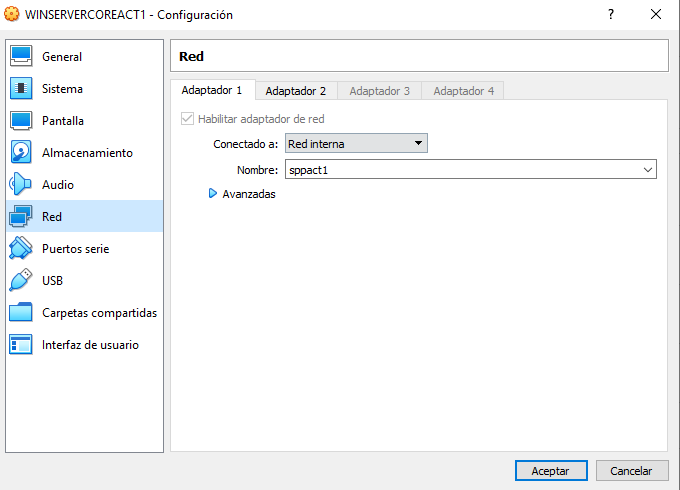 WINSERVERCOREACT1 - Configuración
?
General
Sistema
Pantalla
Almacenamiento
Audio
Red
Puertos serie
USB
Carpetas compartidas
Interfaz de usuario
Red
Adaptador 1 Adaptador 2 Adaptador 3 Adaptador 4
Habilitar adaptador de red
Conectado a: Red interna
Nombre: sppact1
Avanzadas
Aceptar Cancelar